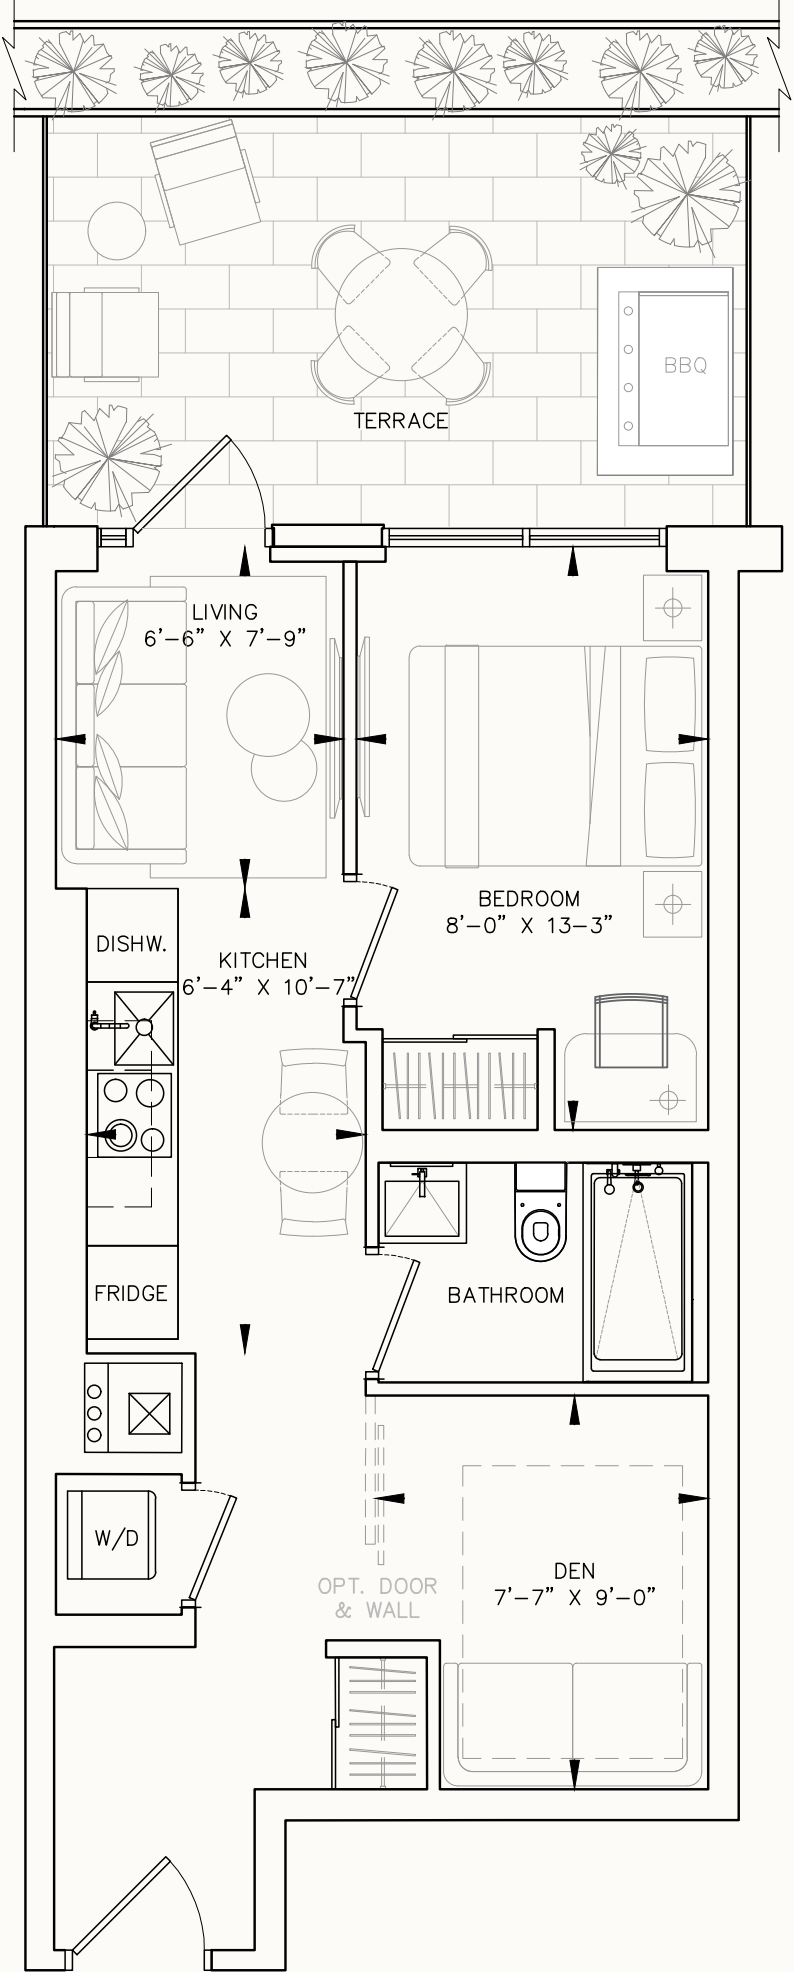 BBQ
TERRACE
LIVING
6’-6” X 7’-9”
BEDROOM
8’-0” X 13-3”
DISHW.
KITCHEN
6’-4” X 10’-7”
FRIDGE
BATHROOM
W/D
DEN
7’-7” X 9’-0”
OPT. DOOR
& WALL